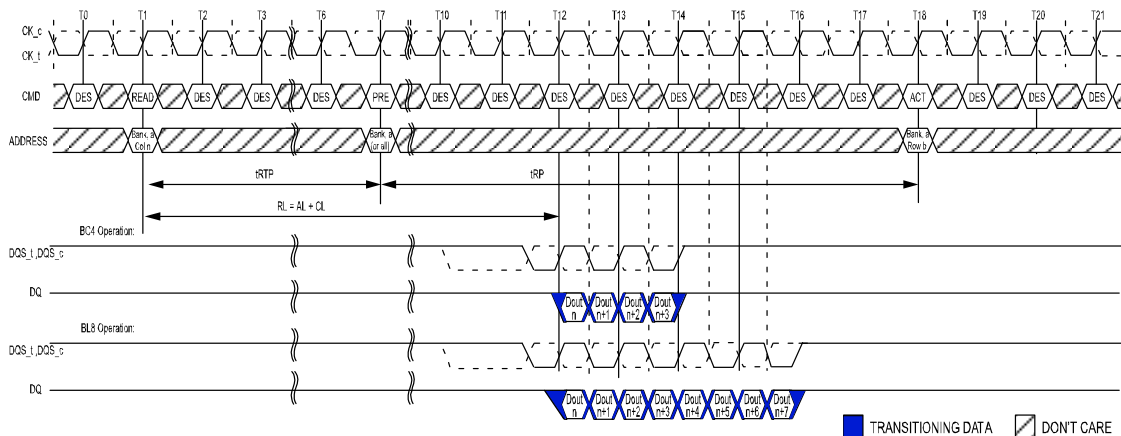 T0 T1 T2 T3 T6 T7 T10 T11 T12 T13 T14 T15 T16 T17 T18 T19 T20 T21
CK_c
CK_t
CMD DES READ DES DES DES PRE DES DES DES DES DES DES DES DES ACT DES DES DES
ADDRESS Bank, a Col n Bank, a (or all) Bank, a Row b
tRTP tRP
RL = AL + CL
BC4 Operation:
DQS_t ,DQS_c
DQ Dout n Dout n+1 Dout n+2 Dout n+3
BL8 Operation:
DQS_t ,DQS_c
DQ Dout n Dout n+1 Dout n+2 Dout n+3 Dout n+4 Dout n+5 Dout n+6 Dout n+7
TRANSITIONING DATA DON'T CARE